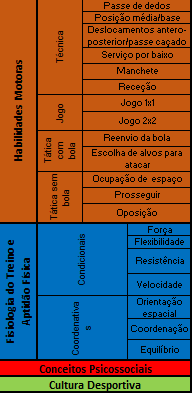 Habilidades Motoras
Técnica
Passe de dedos
Posição média/base
Deslocamentos antero-
posterior/passe caçado
Serviço por baixo
Manchete
Receção
Jogo
Jogo 1x1
Jogo 2x2
Tática
com
bola
Reenvio da bola
Escolha de alvos para
atacar
Tática sem
bola
Ocupação de espaço
Prosseguir
Oposição
Fisiologia do Treino e
Aptidão Física
Condicionais
Força
Flexibilidade
Resistência
Velocidade
Coordenativa
s
Orientação
espacial
Coordenação
Equilíbrio
Conceitos Psicossociais
Cultura Desportiva